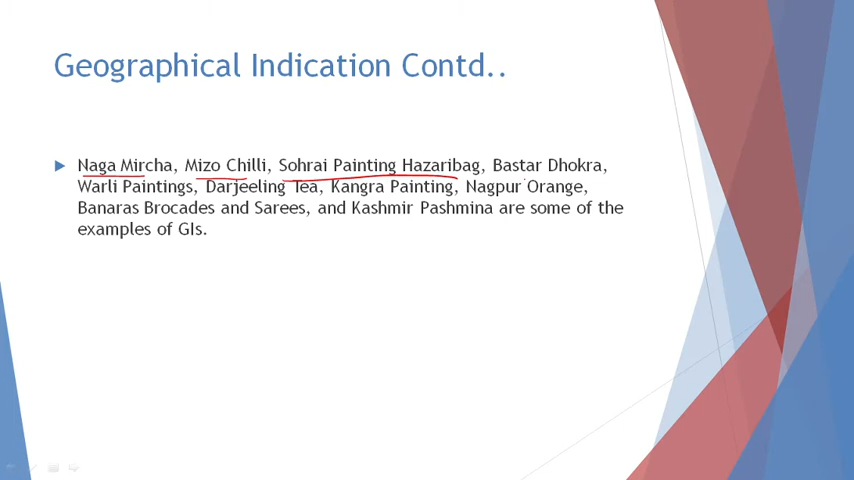 Geographical Indication Contd..
Naga Mircha, Mizo Chilli, Sohrai Painting Hazaribag, Bastar Dhokra,
Warli Paintings, Darjeeling Tea, Kangra Painting, Nagpur Orange,
Banaras Brocades and Sarees, and Kashmir Pashmina are some of the
examples of GIs.